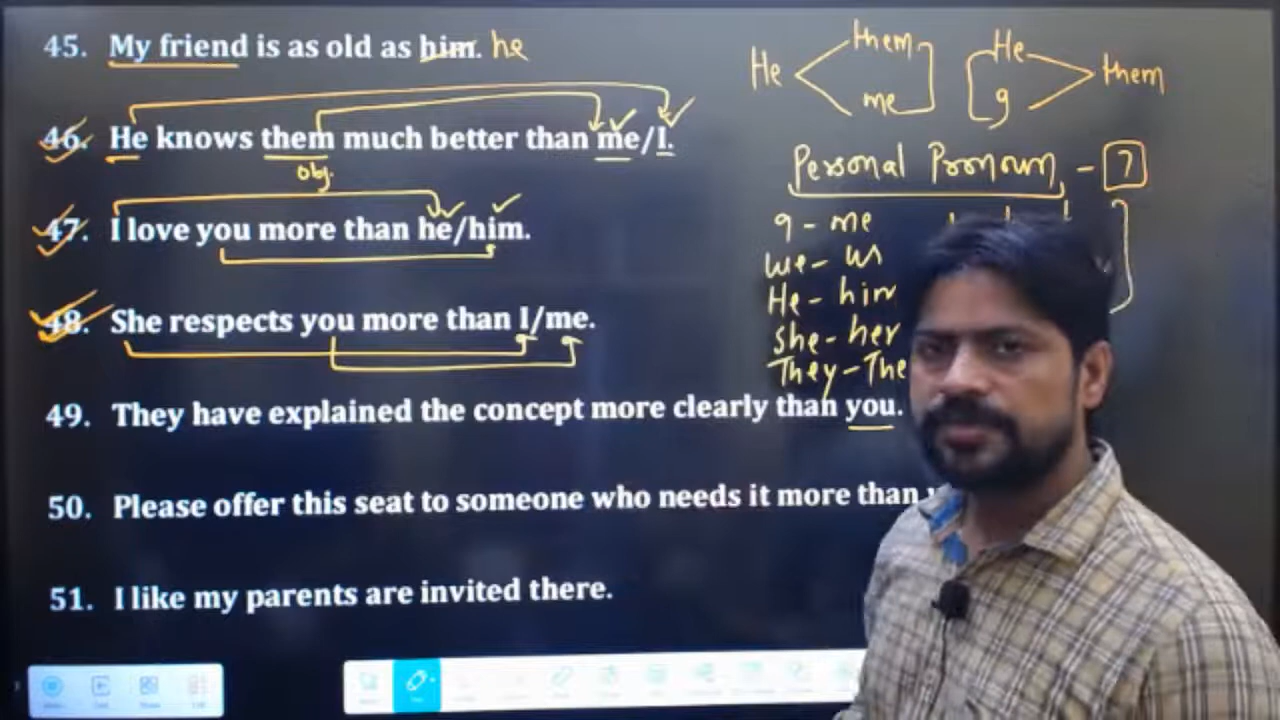 45. My friend is as old as him. he
46. He knows them much better than me/I.
obj.
47. I love you more than he/him.
48. She respects you more than I/me.
49. They have explained the concept more clearly than you.
50. Please offer this seat to someone who needs it more than
51. I like my parents are invited there.
He
them
me
He
g
them
Personal Pronoun - 7
g - me
we - us
He - him
She - her
They - The